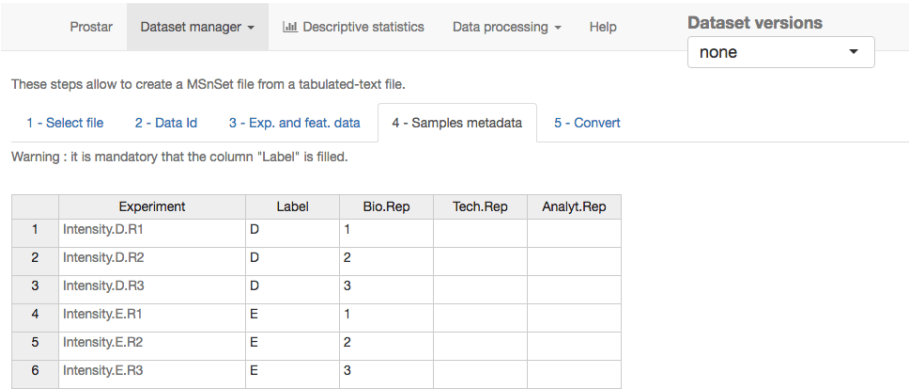 Prostar Dataset manager Descriptive statistics Data processing Help Dataset versions
none
These steps allow to create a MSnSet file from a tabulated-text file.
1 - Select file 2 - Data Id 3 - Exp. and feat. data 4 - Samples metadata 5 - Convert
Warning : it is mandatory that the column "Label" is filled.
Experiment Label Bio.Rep Tech.Rep Analyt.Rep
1 Intensity.D.R1 D 1
2 Intensity.D.R2 D 2
3 Intensity.D.R3 D 3
4 Intensity.E.R1 E 1
5 Intensity.E.R2 E 2
6 Intensity.E.R3 E 3